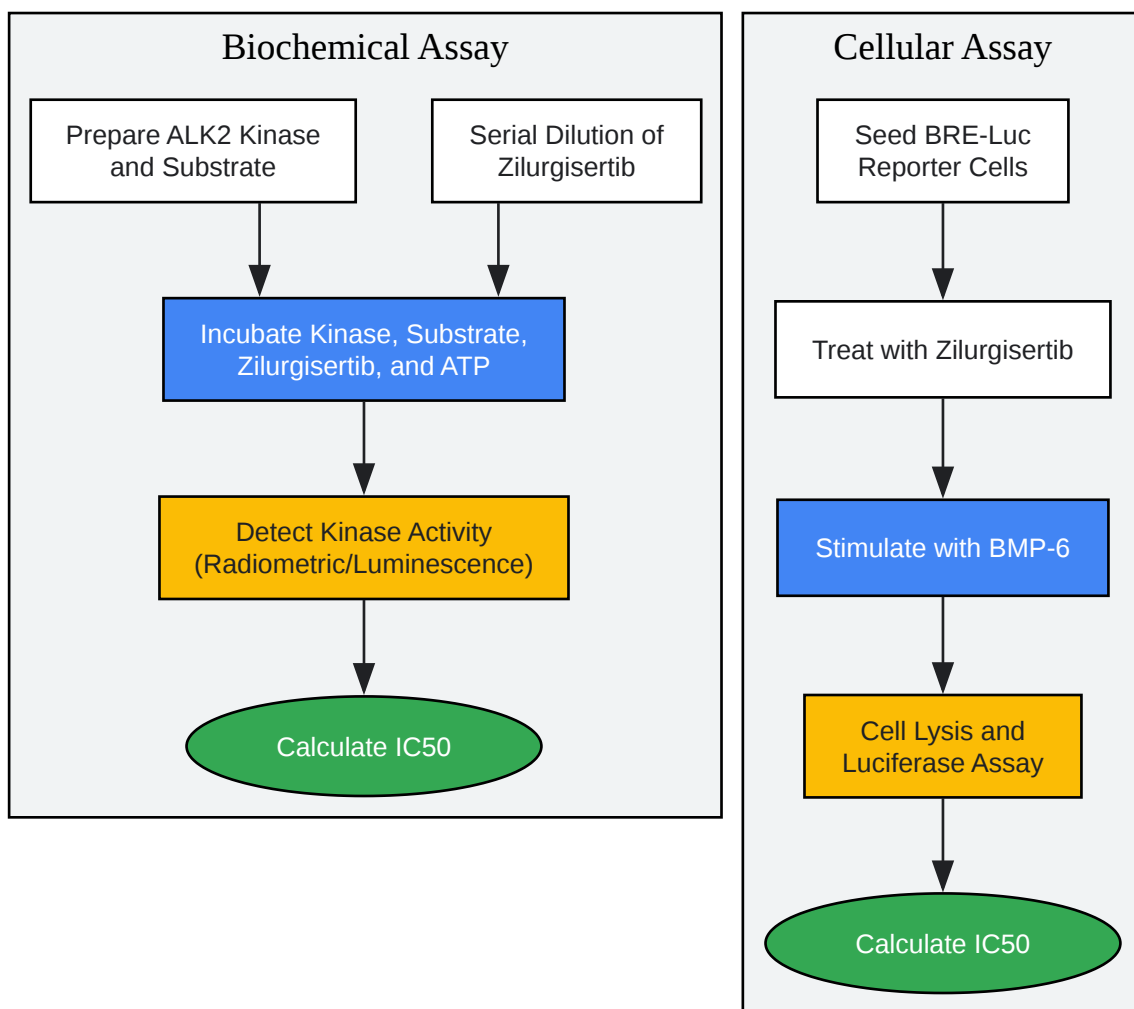 Biochemical Assay
Prepare ALK2 Kinase
and Substrate
Serial Dilution of
Zilurgisertib
Incubate Kinase, Substrate,
Zilurgisertib, and ATP
Detect Kinase Activity
(Radiometric/Luminescence)
Calculate IC50
Cellular Assay
Seed BRE-Luc
Reporter Cells
Treat with Zilurgisertib
Stimulate with BMP-6
Cell Lysis and
Luciferase Assay
Calculate IC50